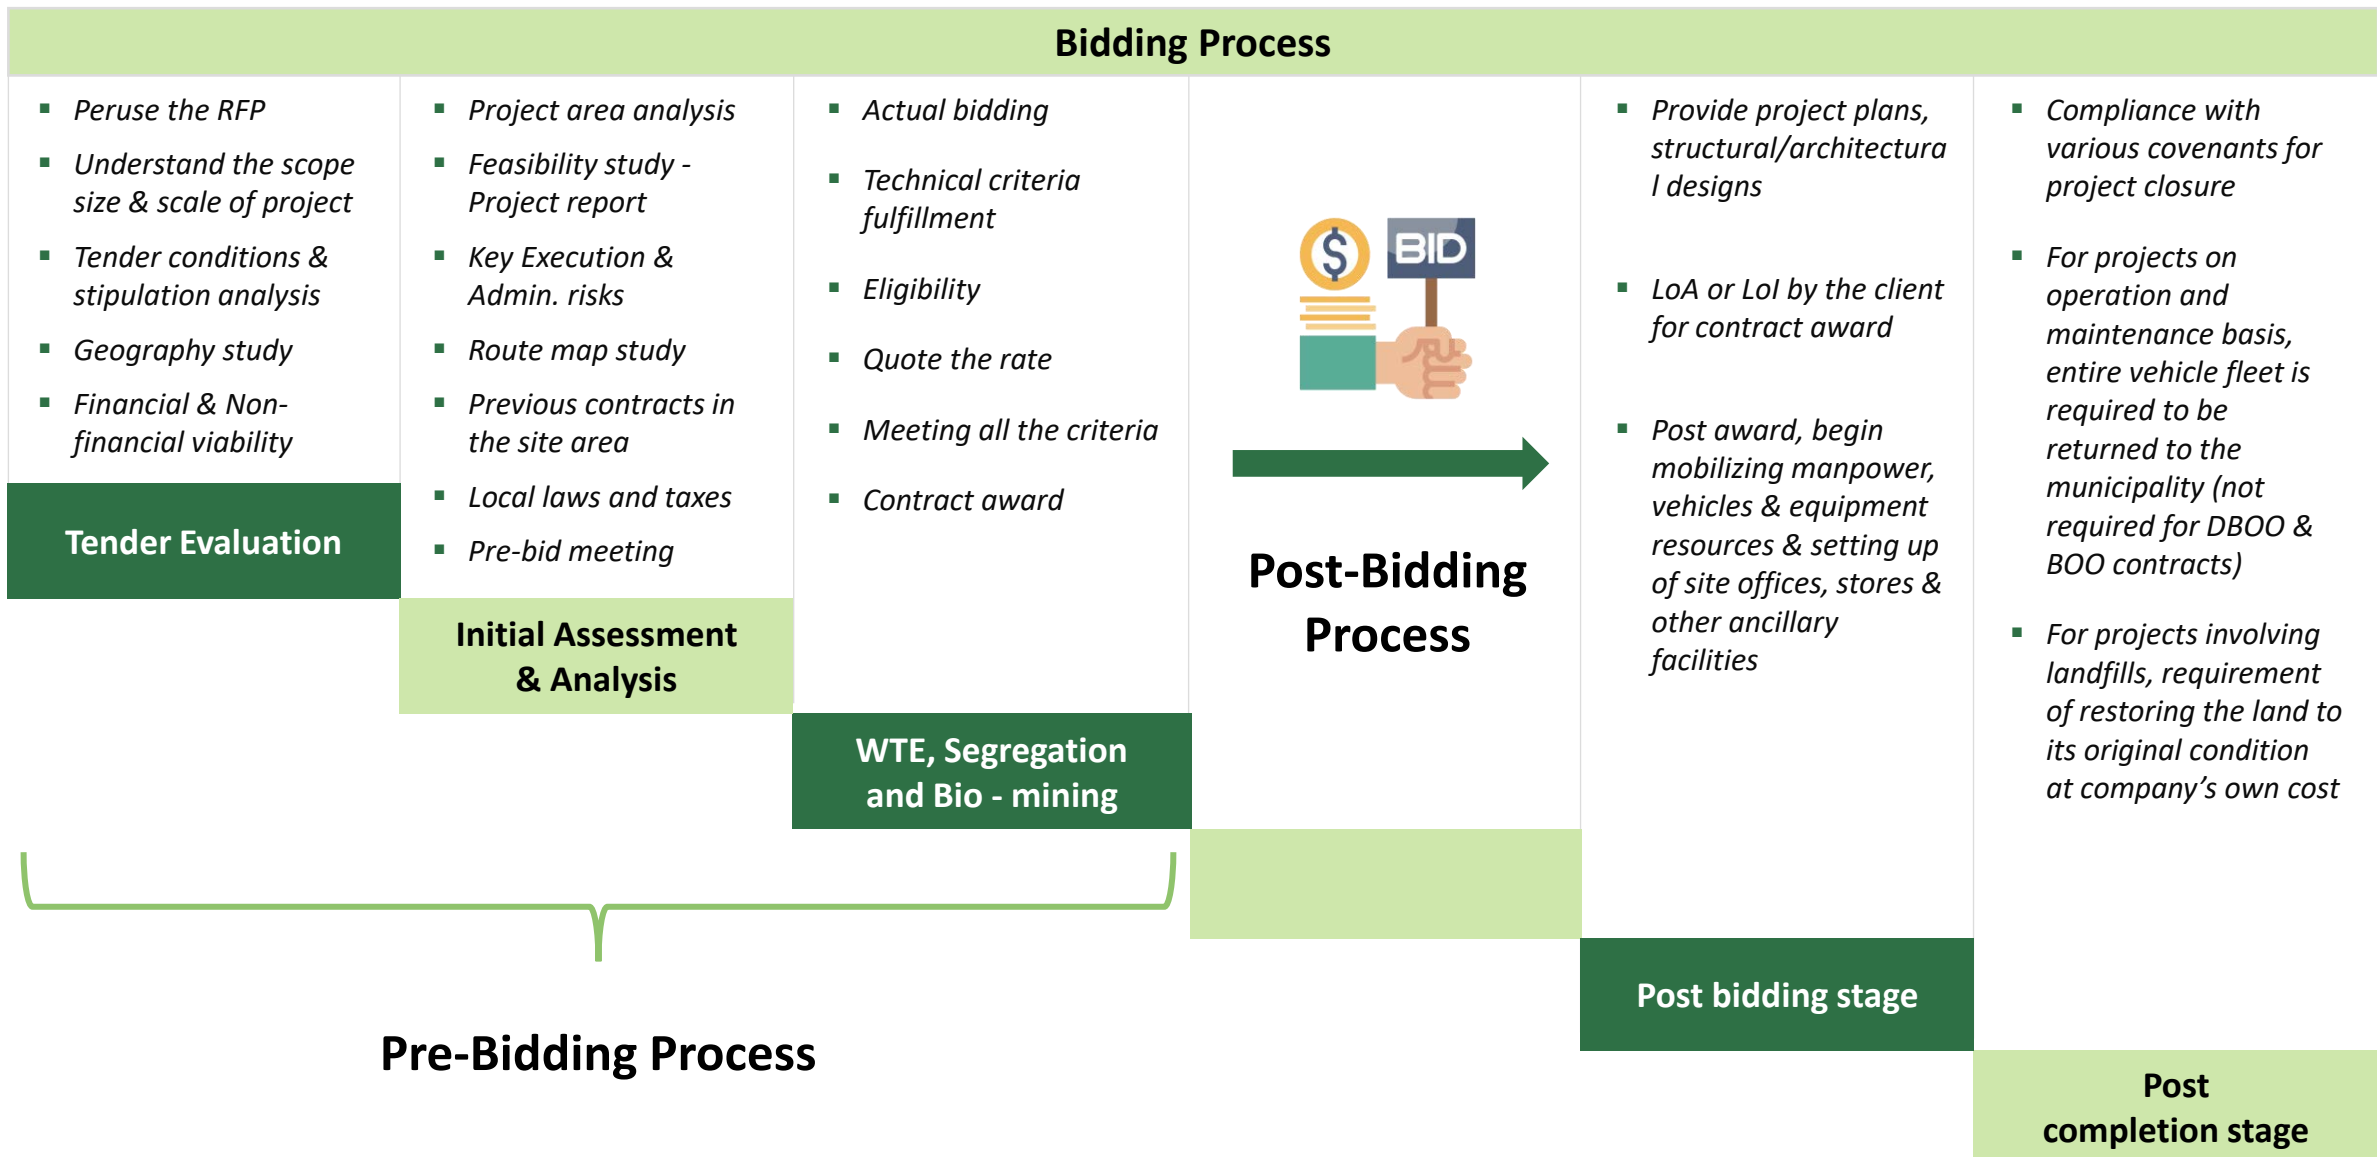 Bidding Process
▪ Peruse the RFP
▪ Understand the scope
size & scale of project
▪ Tender conditions &
stipulation analysis
▪ Geography study
▪ Financial & Non-
financial viability
Tender Evaluation
▪ Project area analysis
▪ Feasibility study -
Project report
▪ Key Execution &
Admin. risks
▪ Route map study
▪ Previous contracts in
the site area
▪ Local laws and taxes
▪ Pre-bid meeting
Initial Assessment
& Analysis
▪ Actual bidding
▪ Technical criteria
fulfillment
▪ Eligibility
▪ Quote the rate
▪ Meeting all the criteria
▪ Contract award
WTE, Segregation
and Bio - mining
Pre-Bidding Process
$
BID
Post-Bidding
Process
▪ Provide project plans,
structural/architectura
l designs
▪ LoA or LoI by the client
for contract award
▪ Post award, begin
mobilizing manpower,
vehicles & equipment
resources & setting up
of site offices, stores &
other ancillary
facilities
Post bidding stage
▪ Compliance with
various covenants for
project closure
▪ For projects on
operation and
maintenance basis,
entire vehicle fleet is
required to be
returned to the
municipality (not
required for DBOO &
BOO contracts)
▪ For projects involving
landfills, requirement
of restoring the land to
its original condition
at company’s own cost
Post
completion stage